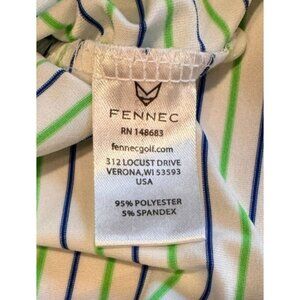 FENNEC
RN 148683
fennecgolf.com
312 LOCUST DRIVE
VERONA, WI 53593
USA
95% POLYESTER
5% SPANDEX